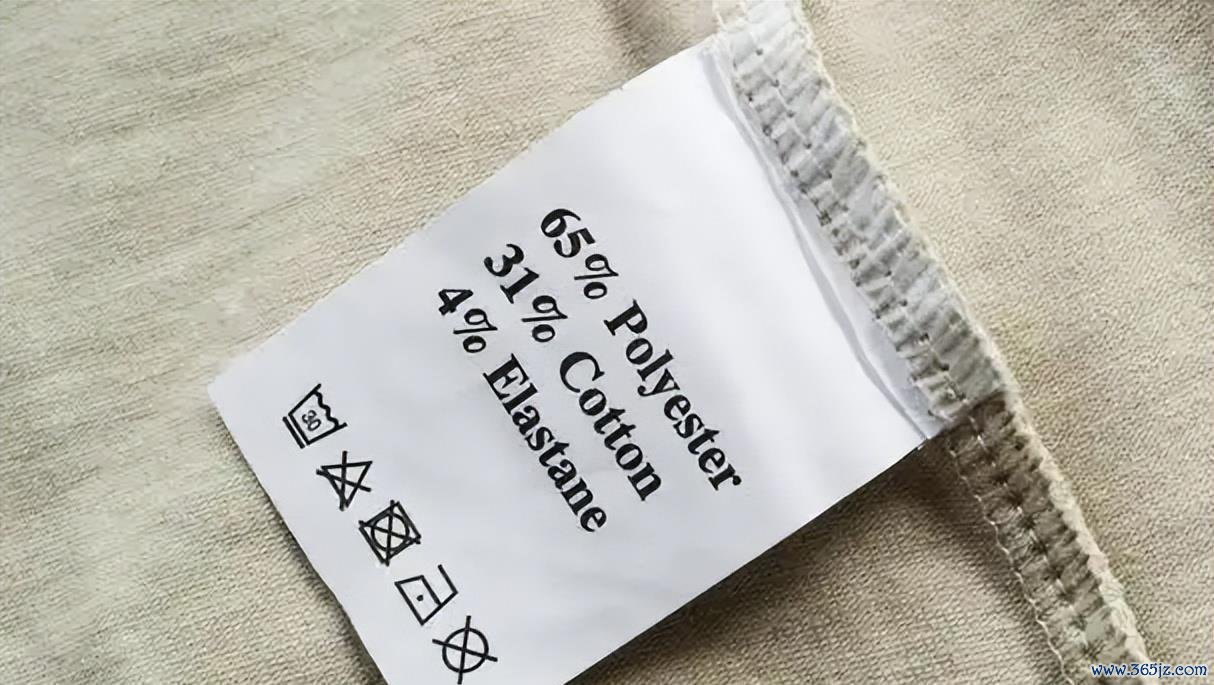 65% Polyester
31% Cotton
4% Elastane
30
www.365jz.com